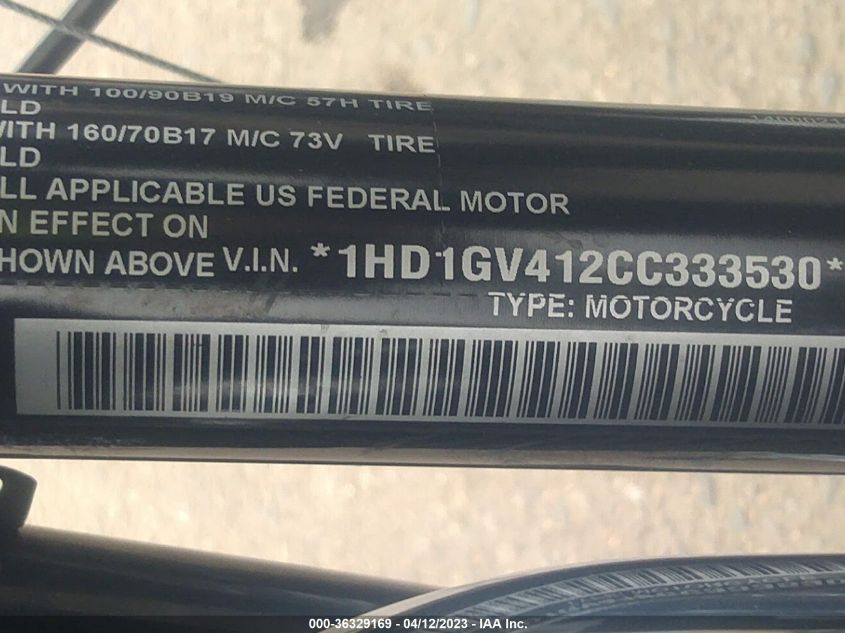 WITH 100/90B19 M/C 57H TIRE
LD
WITH 160/70B17 M/C 73V TIRE
LD
LL APPLICABLE US FEDERAL MOTOR
N EFFECT ON
HOWN ABOVE V.I.N. *1HD1GV412CC333530*
TYPE: MOTORCYCLE
000-36329169 - 04/12/2023 - IAA Inc.